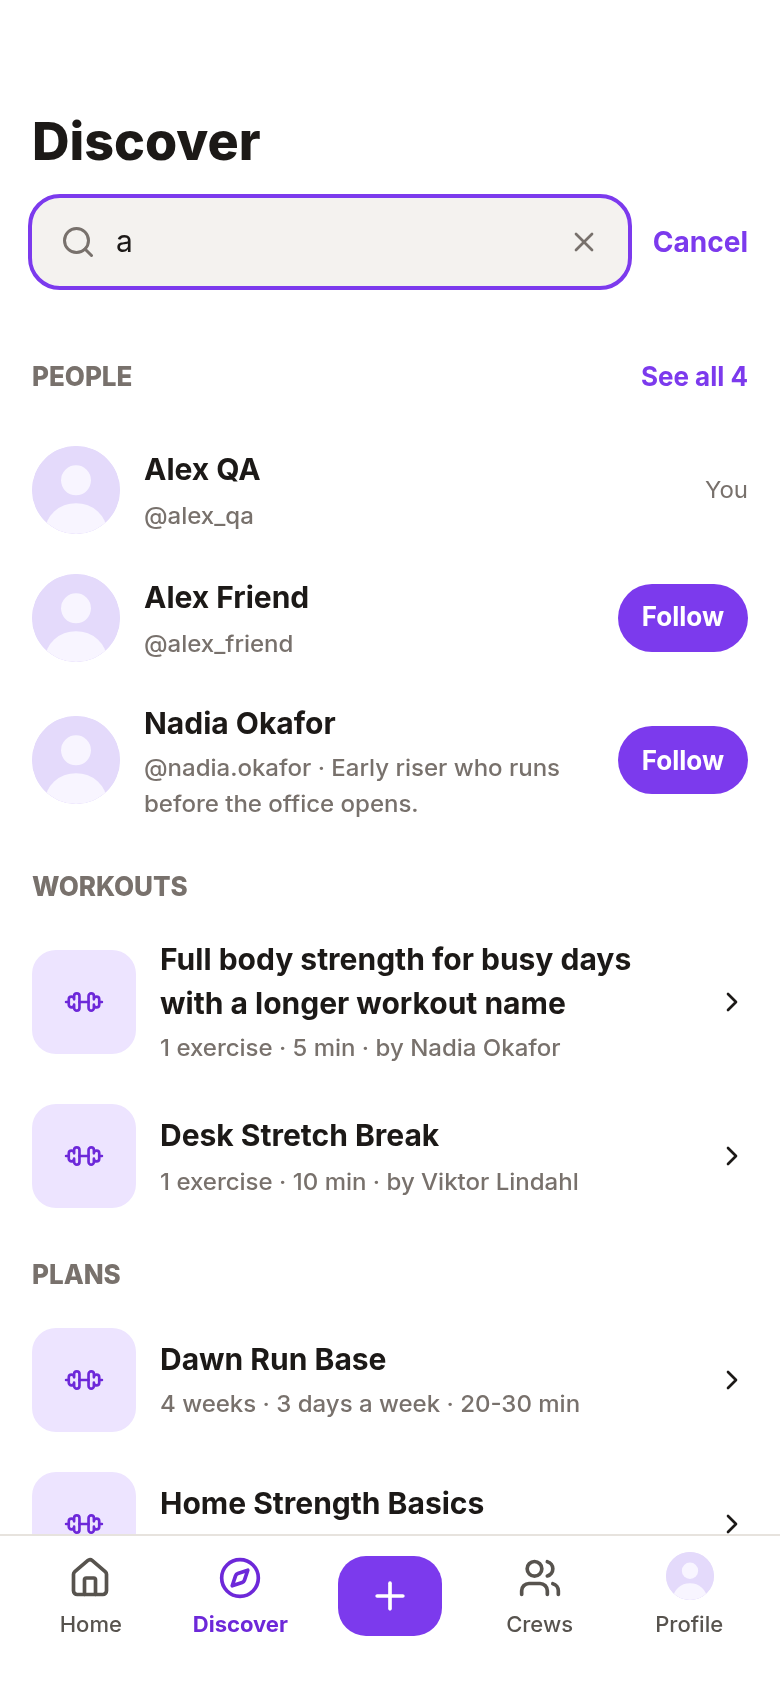 Discover
a
Cancel
PEOPLE
See all 4
Alex QA
@alex_qa
You
Alex Friend
@alex_friend
Follow
Nadia Okafor
@nadia.okafor · Early riser who runs
before the office opens.
Follow
WORKOUTS
Full body strength for busy days
with a longer workout name
1 exercise · 5 min · by Nadia Okafor
Desk Stretch Break
1 exercise · 10 min · by Viktor Lindahl
PLANS
Dawn Run Base
4 weeks · 3 days a week · 20-30 min
Home Strength Basics
Home
Discover
Crews
Profile